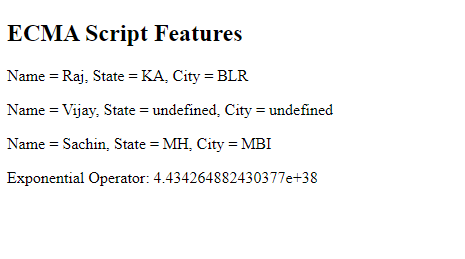 ECMA Script Features
Name = Raj, State = KA, City = BLR
Name = Vijay, State = undefined, City = undefined
Name = Sachin, State = MH, City = MBI
Exponential Operator: 4.434264882430377e+38